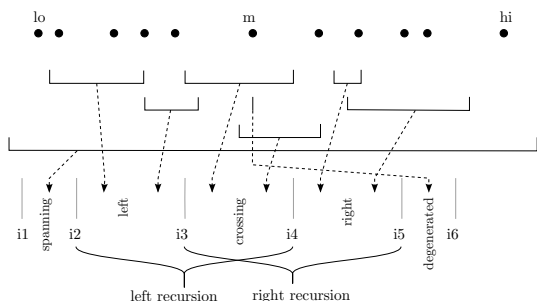 lo m hi
spanning left crossing right degenerated
i1 i2 i3 i4 i5 i6
left recursion right recursion